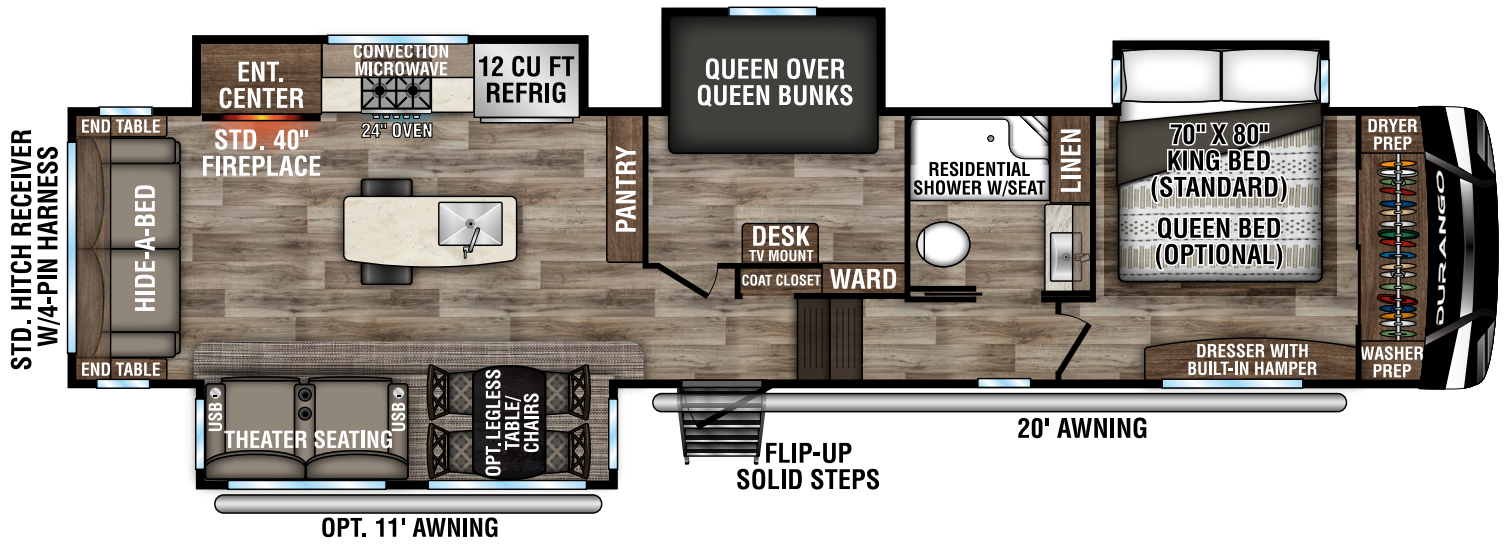 STD. HITCH RECEIVER
W/4-PIN HARNESS
END TABLE
HIDE-A-BED
END TABLE
ENT.
CENTER
STD. 40"
FIREPLACE
CONVECTION
MICROWAVE
24" OVEN
12 CU FT
REFRIG
PANTRY
QUEEN OVER
QUEEN BUNKS
DESK
TV MOUNT
COAT CLOSET
WARD
RESIDENTIAL
SHOWER W/SEAT
LINEN
70" X 80"
KING BED
(STANDARD)
QUEEN BED
(OPTIONAL)
DRYER
PREP
WASHER
PREP
DURANGO
DRESSER WITH
BUILT-IN HAMPER
USB
THEATER SEATING
USB
OPT. LEGLESS
TABLE/
CHAIRS
FLIP-UP
SOLID STEPS
20' AWNING
OPT. 11' AWNING